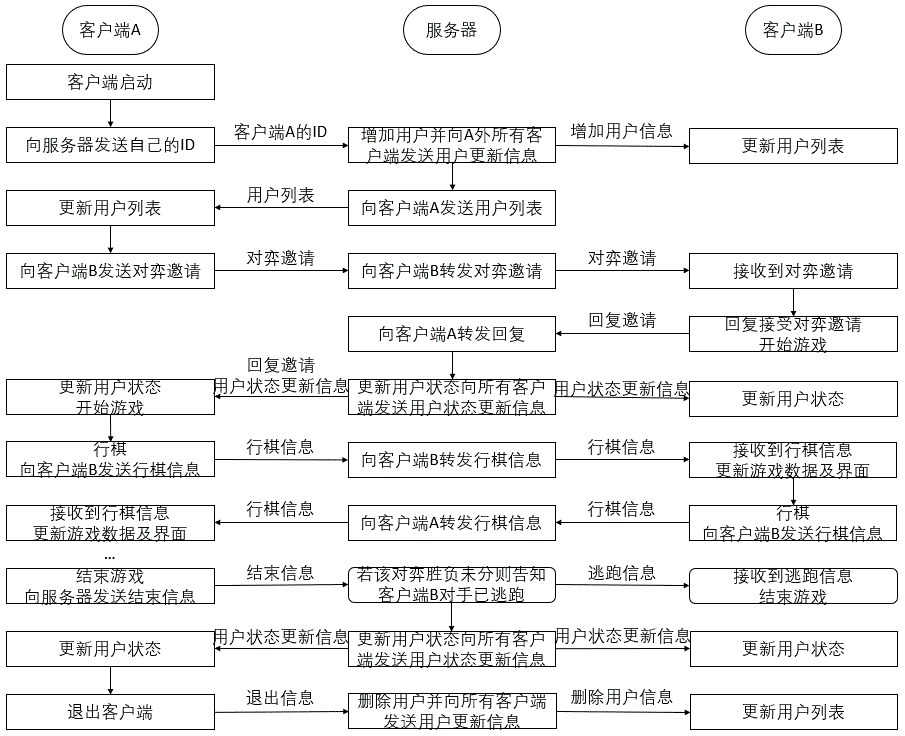 客户端A
服务器
客户端B
客户端启动
向服务器发送自己的ID
客户端A的ID
增加用户并向A外所有客
户端发送用户更新信息
增加用户信息
更新用户列表
更新用户列表
用户列表
向客户端A发送用户列表
向客户端B发送对弈邀请
对弈邀请
向客户端B转发对弈邀请
对弈邀请
接收到对弈邀请
向客户端A转发回复
回复邀请
回复接受对弈邀请
开始游戏
更新用户状态
开始游戏
回复邀请
用户状态更新信息
更新用户状态向所有客户
端发送用户状态更新信息
用户状态更新信息
更新用户状态
行棋
向客户端B发送行棋信息
行棋信息
向客户端B转发行棋信息
行棋信息
接收到行棋信息
更新游戏数据及界面
接收到行棋信息
更新游戏数据及界面
行棋信息
向客户端A转发行棋信息
行棋信息
行棋
向客户端B发送行棋信息
...
结束游戏
向服务器发送结束信息
结束信息
若该对弈胜负未分则告知
客户端B对手已逃跑
逃跑信息
接收到逃跑信息
结束游戏
更新用户状态
用户状态更新信息
更新用户状态向所有客户
端发送用户状态更新信息
用户状态更新信息
更新用户状态
退出客户端
退出信息
删除用户并向所有客户端
发送用户更新信息
删除用户信息
更新用户列表